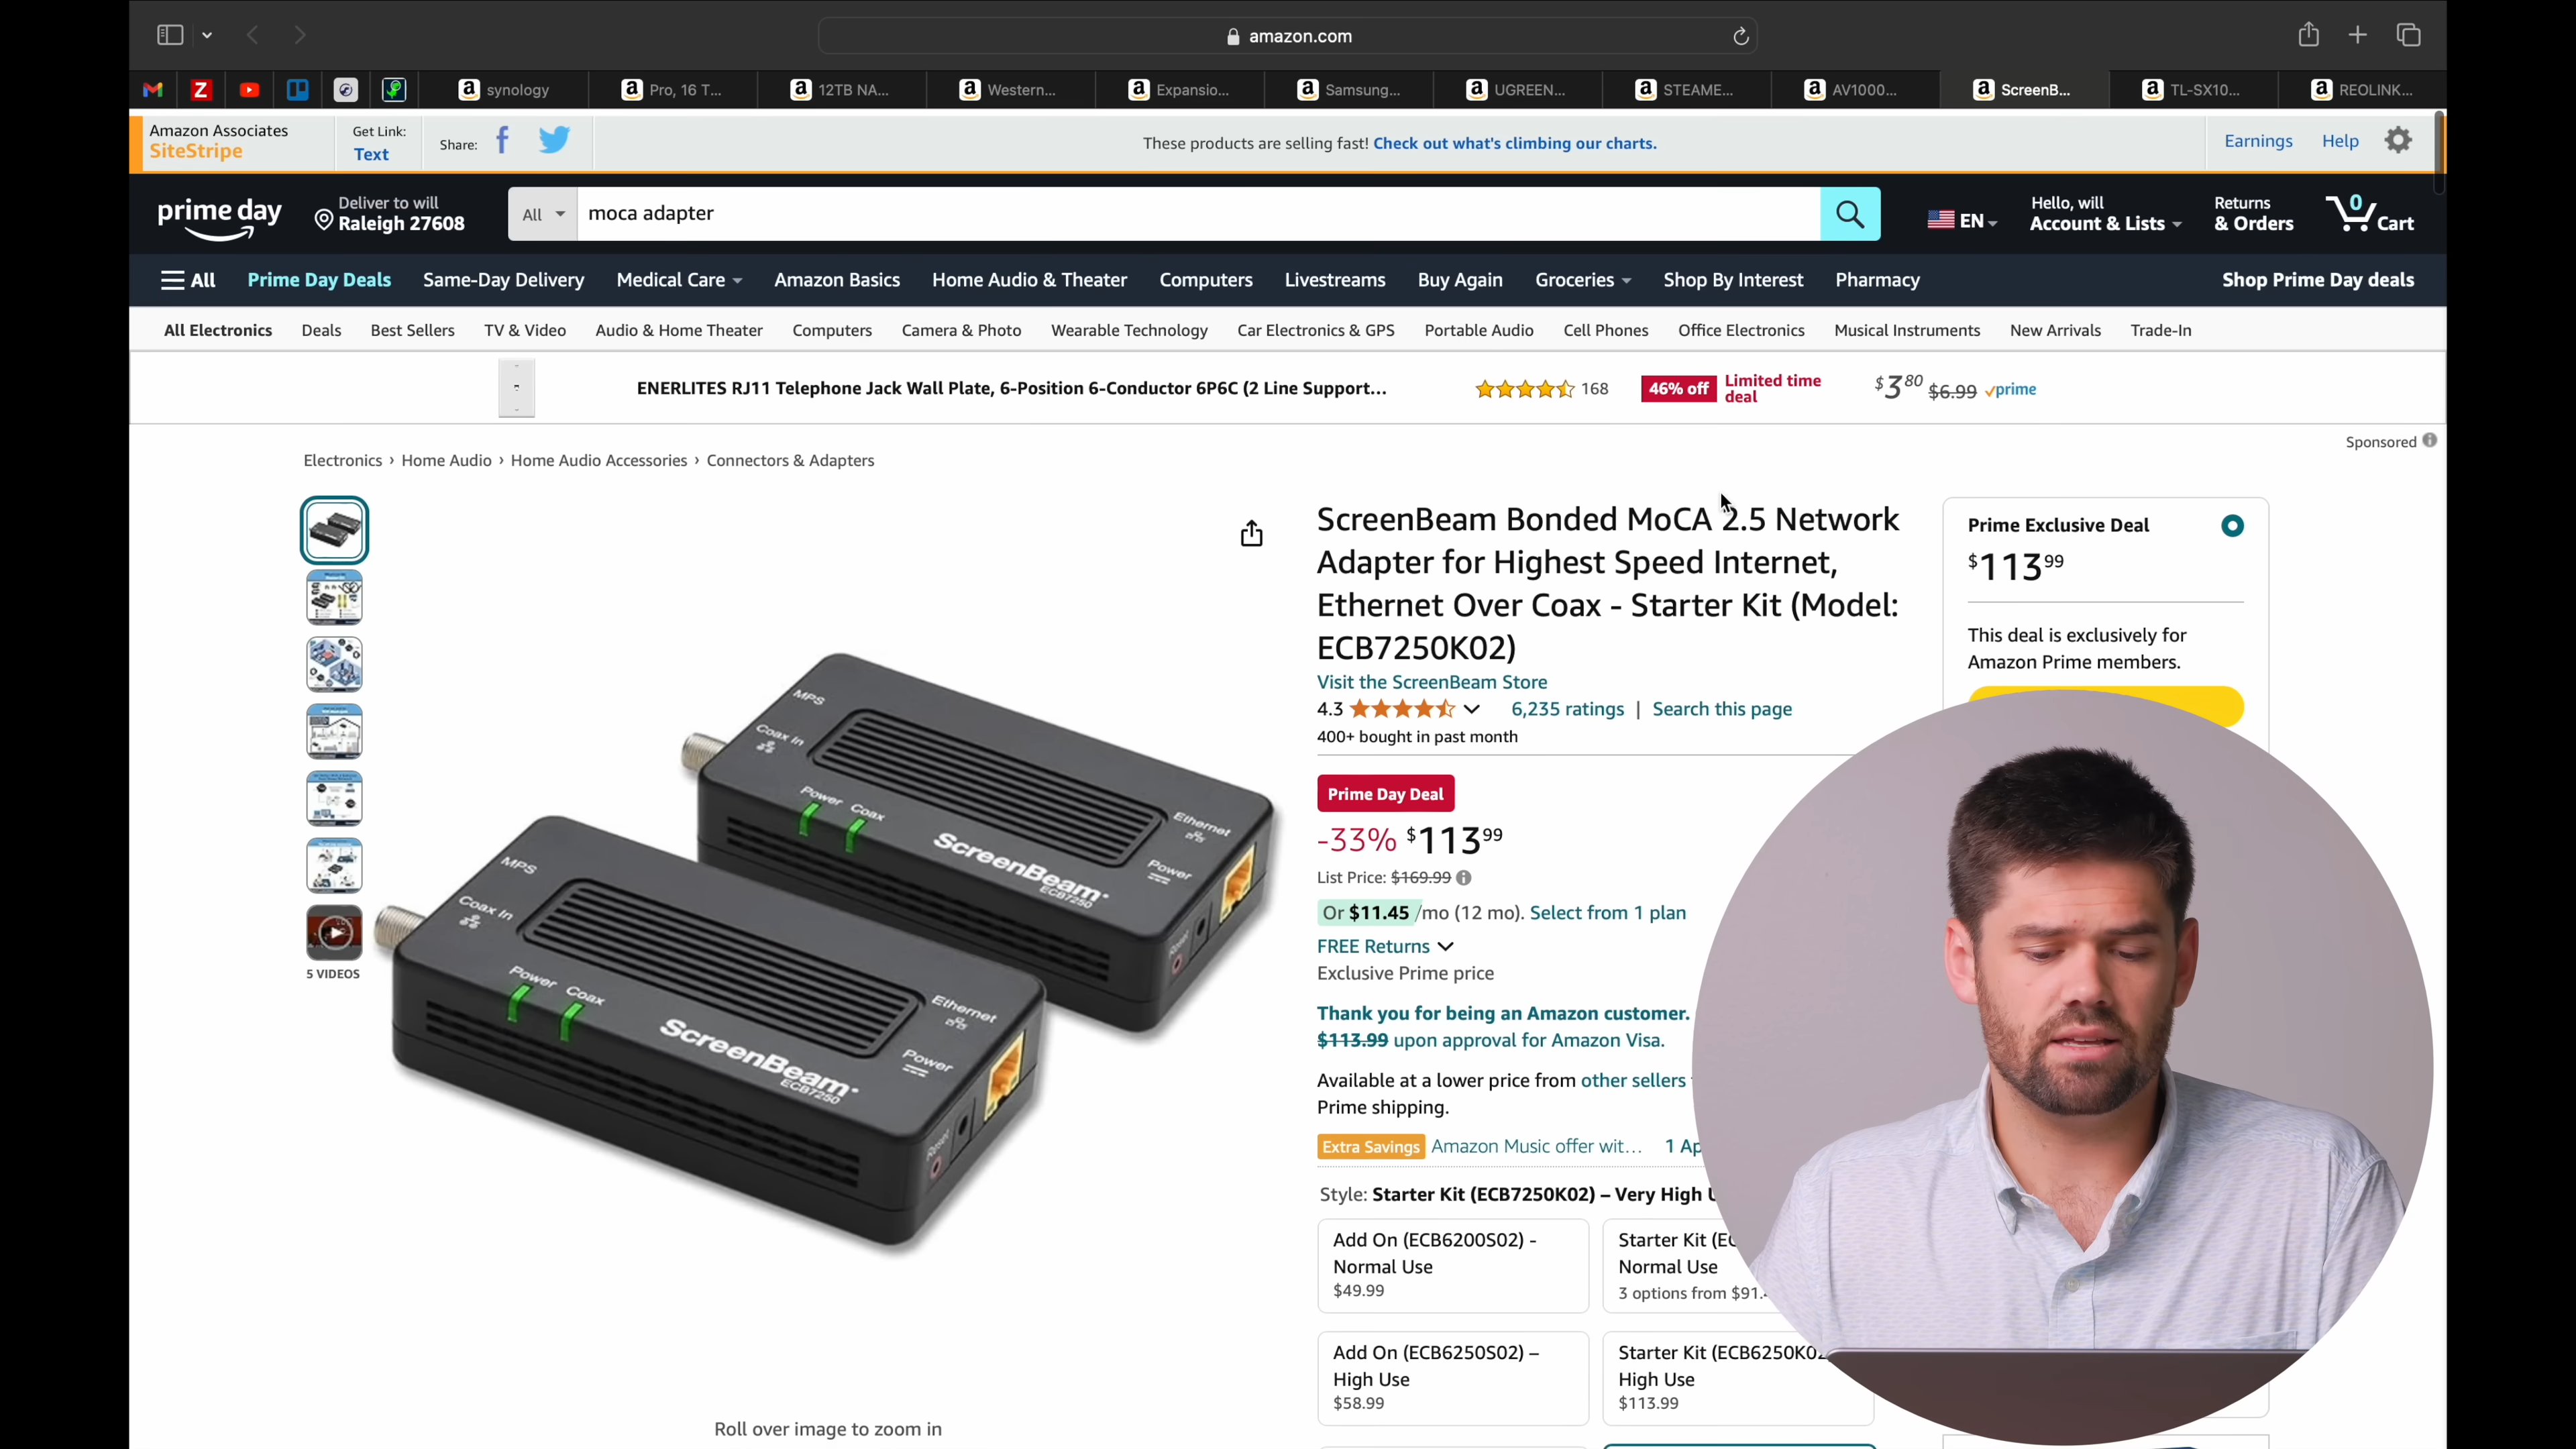 amazon.com
synology
Pro, 16 T...
12TB NA...
Western...
Expansio...
Samsung...
UGREEN...
STEAME...
AV1000...
ScreenB...
TL-SX10...
REOLINK...
Amazon Associates
SiteStripe
Get Link:
Text
Share:
These products are selling fast! Check out what's climbing our charts.
Earnings
Help
prime day
Deliver to will
Raleigh 27608
All
moca adapter
EN
Hello, will
Account & Lists
Returns
& Orders
0
Cart
All
Prime Day Deals
Same-Day Delivery
Medical Care
Amazon Basics
Home Audio & Theater
Computers
Livestreams
Buy Again
Groceries
Shop By Interest
Pharmacy
Shop Prime Day deals
All Electronics
Deals
Best Sellers
TV & Video
Audio & Home Theater
Computers
Camera & Photo
Wearable Technology
Car Electronics & GPS
Portable Audio
Cell Phones
Office Electronics
Musical Instruments
New Arrivals
Trade-In
ENERLITES RJ11 Telephone Jack Wall Plate, 6-Position 6-Conductor 6P6C (2 Line Support...
168
46% off
Limited time
deal
$3.80 $6.99 prime
Sponsored
Electronics › Home Audio › Home Audio Accessories › Connectors & Adapters
5 VIDEOS
MPS
Coax In
Power
Coax
Ethernet
Power
ScreenBeam
ECB7250
Reset
MPS
Coax In
Power
Coax
Ethernet
Power
ScreenBeam
ECB7250
Reset
Roll over image to zoom in
ScreenBeam Bonded MoCA 2.5 Network
Adapter for Highest Speed Internet,
Ethernet Over Coax - Starter Kit (Model:
ECB7250K02)
Visit the ScreenBeam Store
4.3
6,235 ratings | Search this page
400+ bought in past month
Prime Day Deal
-33% $113.99
List Price: $169.99
Or $11.45 /mo (12 mo). Select from 1 plan
FREE Returns
Exclusive Prime price
Thank you for being an Amazon customer.
$113.99 upon approval for Amazon Visa.
Available at a lower price from other sellers
Prime shipping.
Extra Savings Amazon Music offer wit... 1
Style: Starter Kit (ECB7250K02) – Very High
Add On (ECB6200S02) -
Normal Use
$49.99
Starter Kit
Normal Use
3 options from
Add On (ECB6250S02) –
High Use
$58.99
Starter Kit (ECB6250K02
High Use
$113.99
Prime Exclusive Deal
$113.99
This deal is exclusively for
Amazon Prime members.